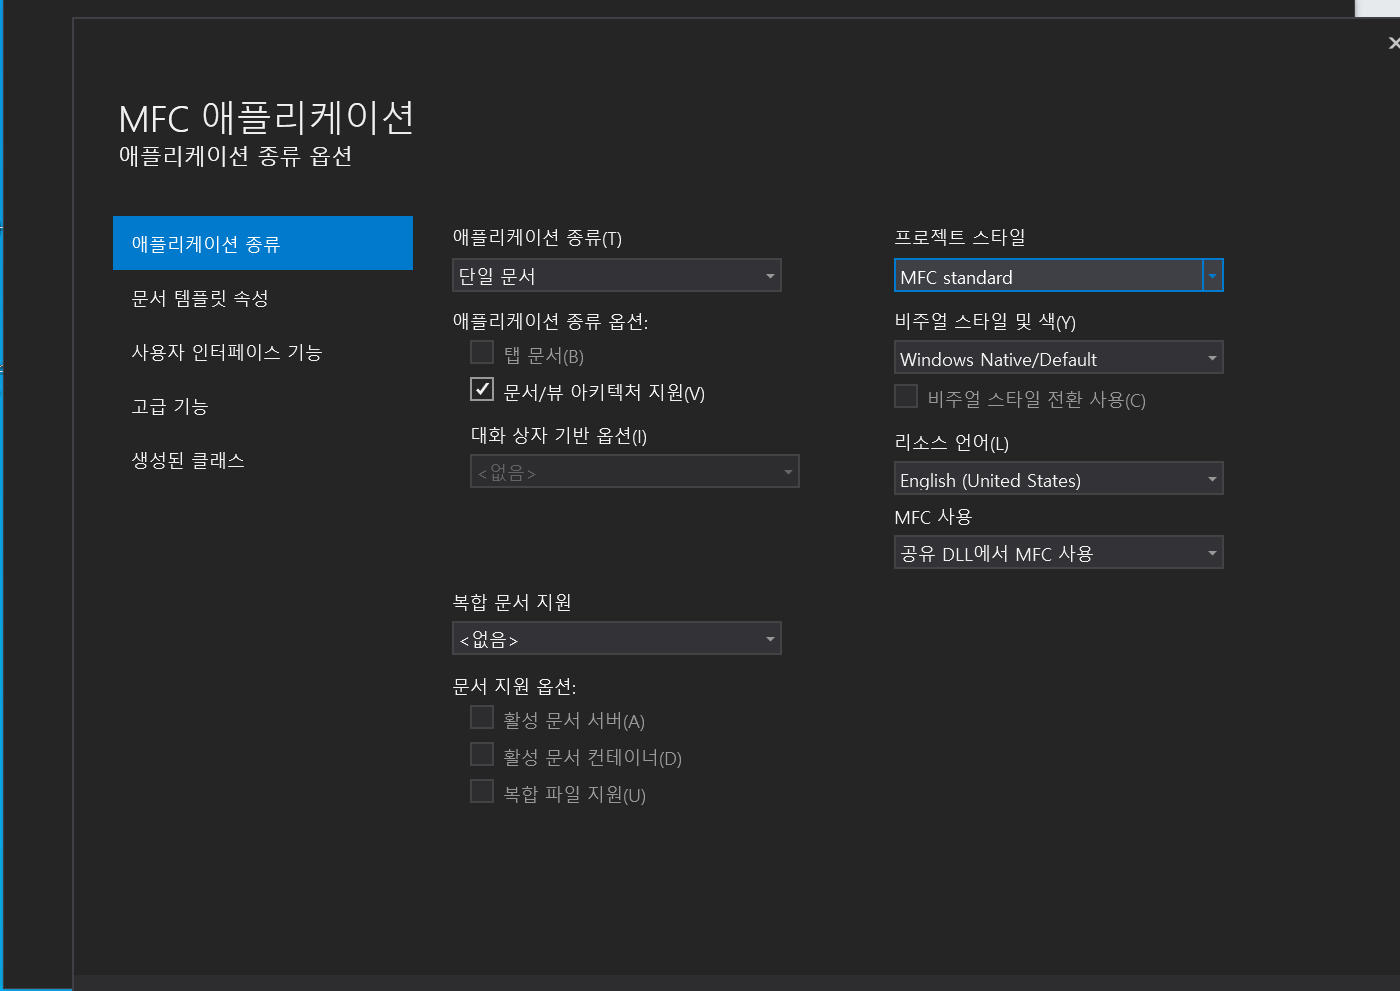 MFC 애플리케이션
애플리케이션 종류 옵션
애플리케이션 종류
문서 템플릿 속성
사용자 인터페이스 기능
고급 기능
생성된 클래스
애플리케이션 종류(T)
단일 문서
애플리케이션 종류 옵션:
탭 문서(B)
문서/뷰 아키텍처 지원(V)
대화 상자 기반 옵션(I)
<없음>
복합 문서 지원
<없음>
문서 지원 옵션:
활성 문서 서버(A)
활성 문서 컨테이너(D)
복합 파일 지원(U)
프로젝트 스타일
MFC standard
비주얼 스타일 및 색(Y)
Windows Native/Default
비주얼 스타일 전환 사용(C)
리소스 언어(L)
English (United States)
MFC 사용
공유 DLL에서 MFC 사용